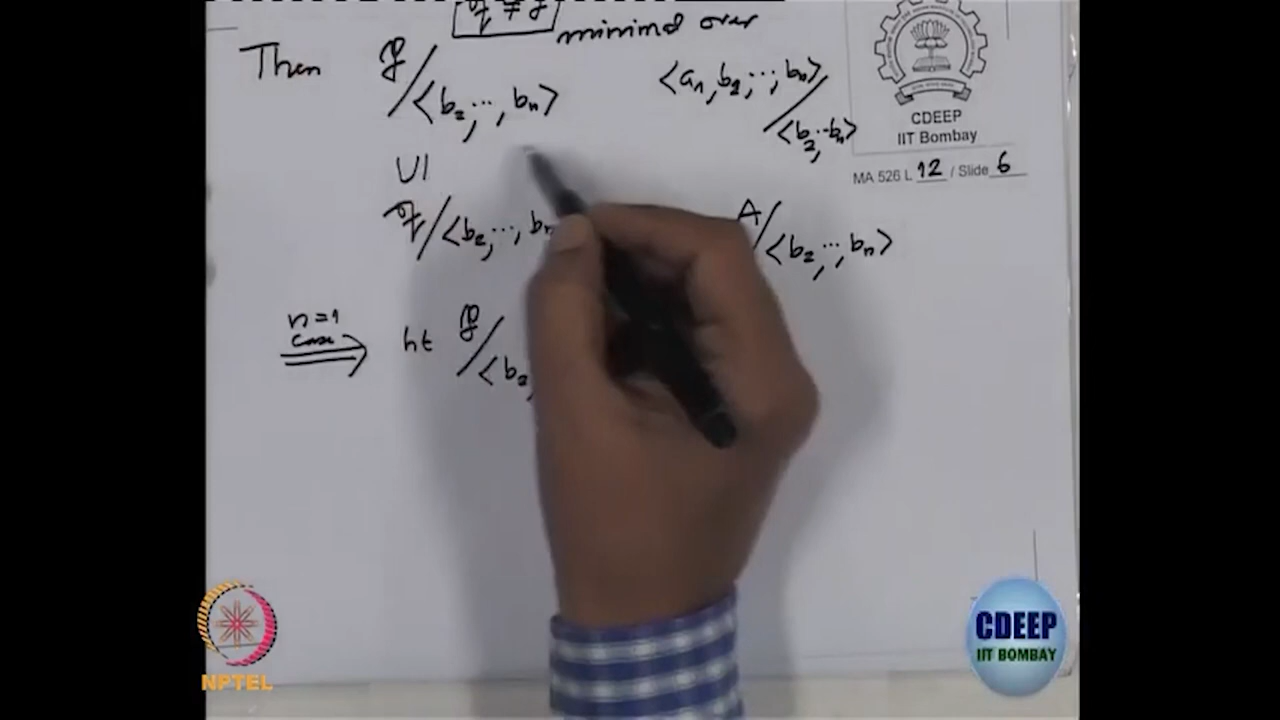 𝔮 ≠ 𝔭
minimal over
Then 𝔭/<b₂,...,bₙ> <a₁,b₂,...,bₙ>/<b₂,...bₙ>
U|
𝔮/<b₂,...,bₙ A/<b₂,...,bₙ>
n=1
case
⟹ ht 𝔭/<b₂,
CDEEP
IIT Bombay
MA 526 L 12 / Slide 6
NPTEL
CDEEP
IIT BOMBAY